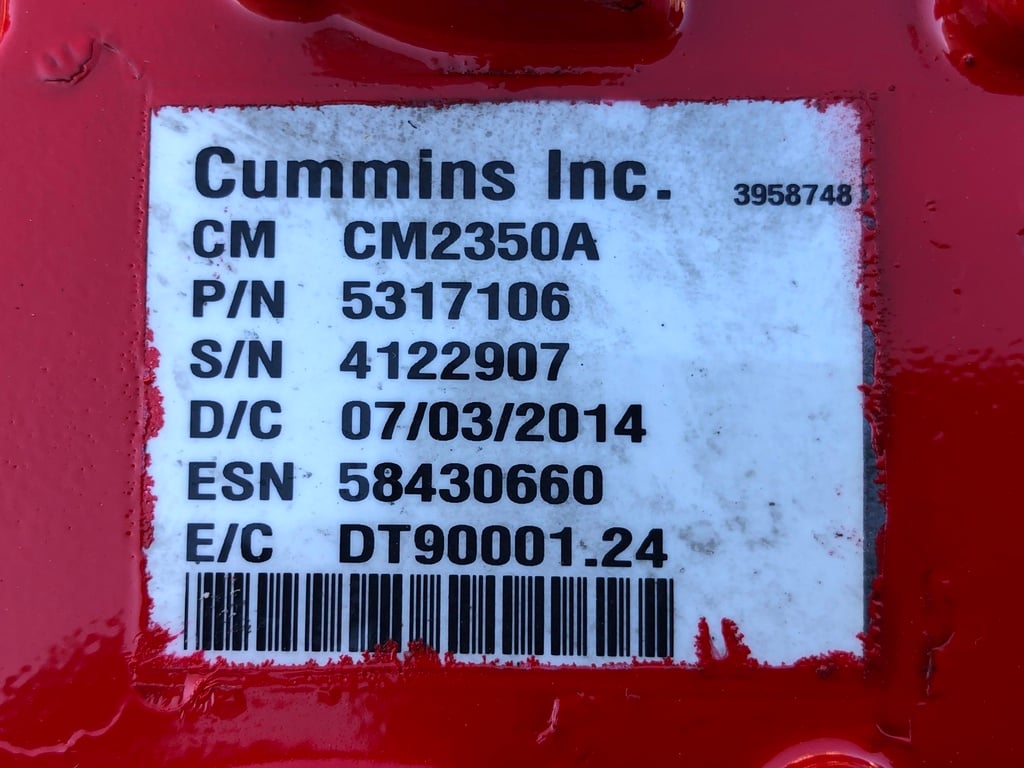 Cummins Inc. 3958748
CM CM2350A
P/N 5317106
S/N 4122907
D/C 07/03/2014
ESN 58430660
E/C DT90001.24